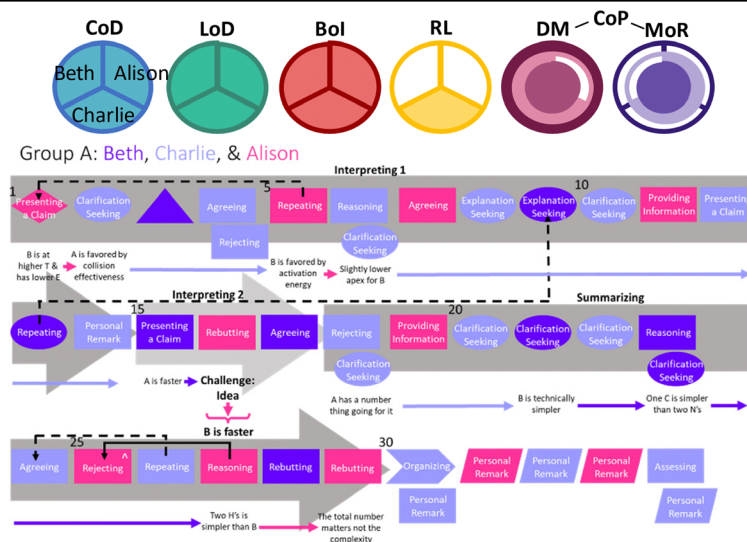 CoD
LoD
BoI
RL
DM
CoP
MoR
Beth
Alison
Charlie
Group A: Beth, Charlie, & Alison
Interpreting 1
1
5
10
Presenting
a Claim
Clarification
Seeking
Agreeing
Rejecting
Repeating
Reasoning
Clarification
Seeking
Agreeing
Explanation
Seeking
Explanation
Seeking
Clarification
Seeking
Providing
Information
Presenting
a Claim
B is at
higher T &
has lower E
A is favored by
collision
effectiveness
B is favored by
activation
energy
Slightly lower
apex for B
Interpreting 2
Summarizing
15
20
Repeating
Personal
Remark
Presenting
a Claim
Rebutting
Agreeing
Rejecting
Clarification
Seeking
Providing
Information
Clarification
Seeking
Clarification
Seeking
Clarification
Seeking
Reasoning
Clarification
Seeking
A is faster
Challenge:
Idea
B is faster
A has a number
thing going for it
B is technically
simpler
One C is simpler
than two N's
25
30
Agreeing
Rejecting ^
Repeating
Reasoning
Rebutting
Rebutting
Organizing
Personal
Remark
Personal
Remark
Personal
Remark
Personal
Remark
Assessing
Personal
Remark
Two H's is
simpler than B
The total number
matters not the
complexity